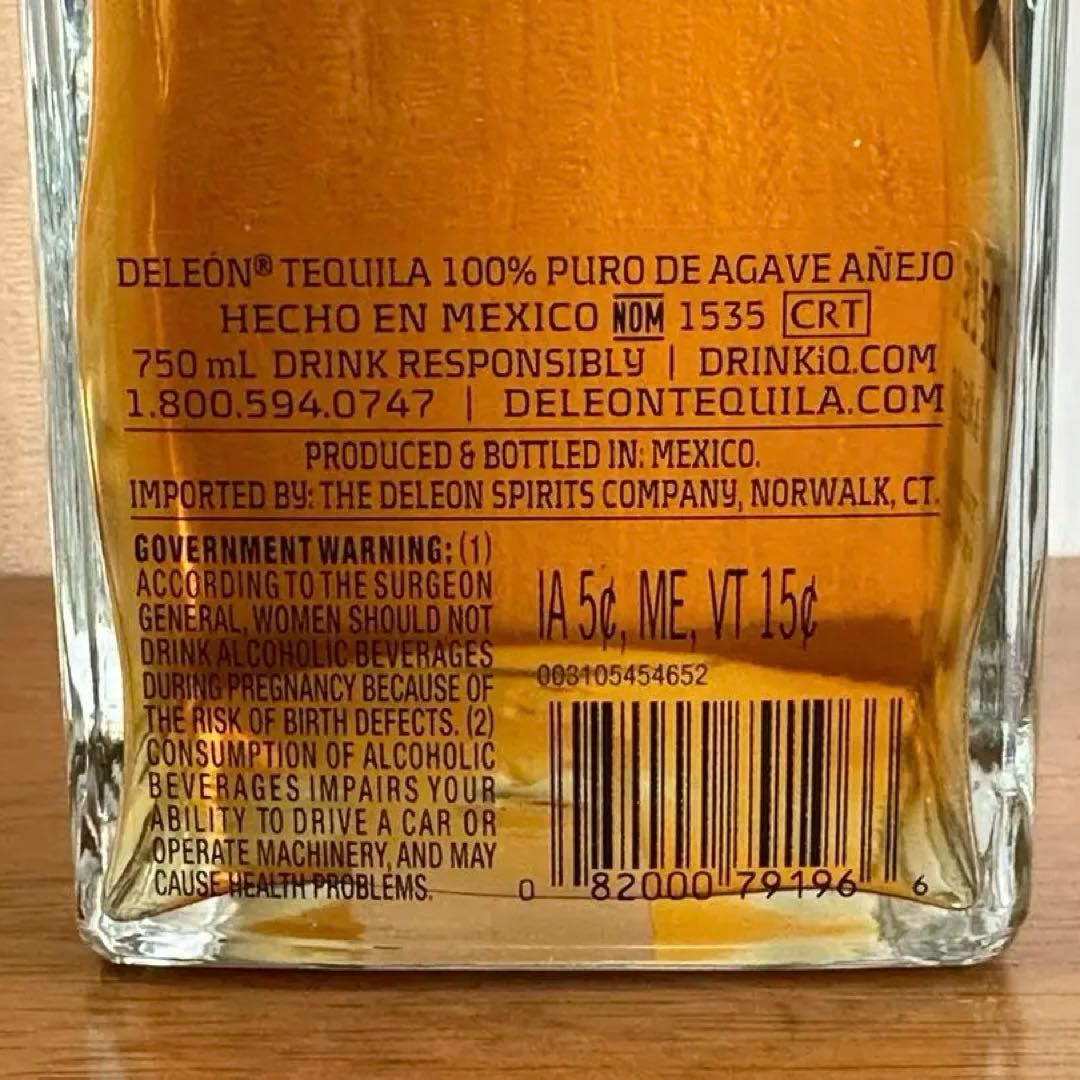 DELEÓN® TEQUILA 100% PURO DE AGAVE AÑEJO
HECHO EN MEXICO NOM 1535 CRT
750 mL DRINK RESPONSIBLY | DRINKiQ.COM
1.800.594.0747 | DELEONTEQUILA.COM
PRODUCED & BOTTLED IN: MEXICO.
IMPORTED BY: THE DELEON SPIRITS COMPANY, NORWALK, CT.
GOVERNMENT WARNING: (1)
ACCORDING TO THE SURGEON
GENERAL, WOMEN SHOULD NOT
DRINK ALCOHOLIC BEVERAGES
DURING PREGNANCY BECAUSE OF
THE RISK OF BIRTH DEFECTS. (2)
CONSUMPTION OF ALCOHOLIC
BEVERAGES IMPAIRS YOUR
ABILITY TO DRIVE A CAR OR
OPERATE MACHINERY, AND MAY
CAUSE HEALTH PROBLEMS.
IA 5¢, ME, VT 15¢
003105454652
0 82000 79196 6